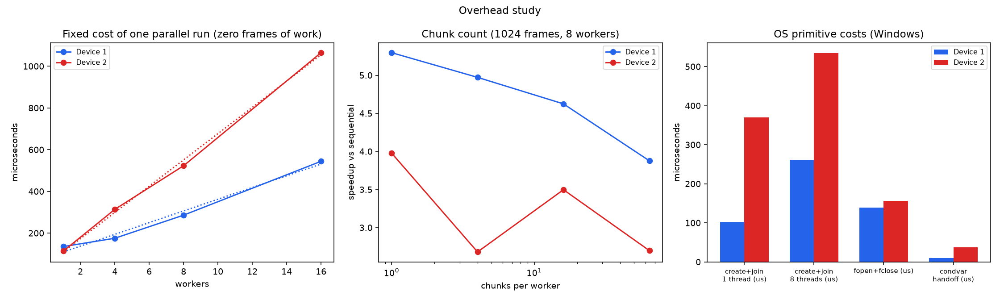 Overhead study
Fixed cost of one parallel run (zero frames of work)
Device 1
Device 2
1000
800
600
400
200
microseconds
2 4 6 8 10 12 14 16
workers
Chunk count (1024 frames, 8 workers)
Device 1
Device 2
5.0
4.5
4.0
3.5
3.0
speedup vs sequential
10⁰ 10¹
chunks per worker
OS primitive costs (Windows)
Device 1
Device 2
500
400
300
200
100
0
microseconds
create+join
1 thread (us)
create+join
8 threads (us)
fopen+fclose (us)
condvar
handoff (us)